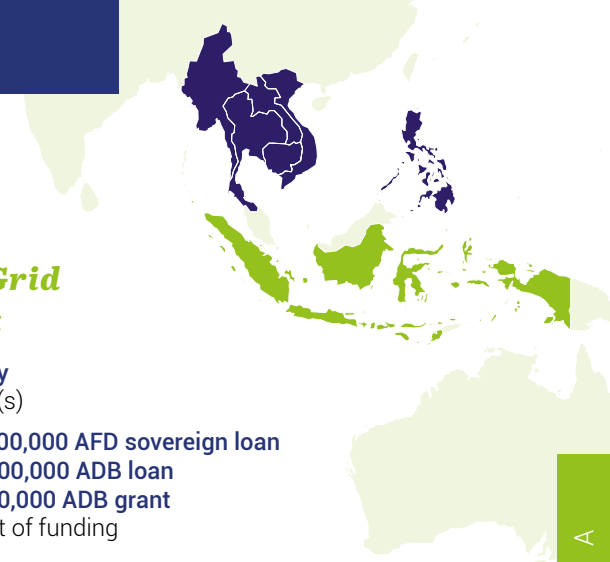 Grid
y
(s)
00,000 AFD sovereign loan
00,000 ADB loan
0,000 ADB grant
t of funding
A